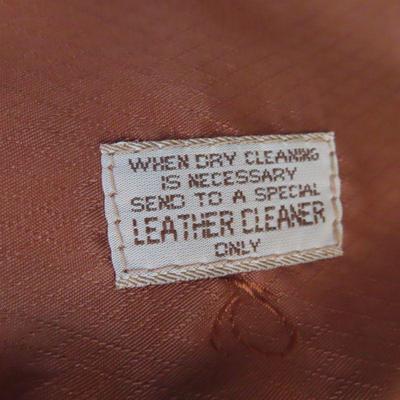 WHEN DRY CLEANING
IS NECESSARY
SEND TO A SPECIAL
LEATHER CLEANER
ONLY